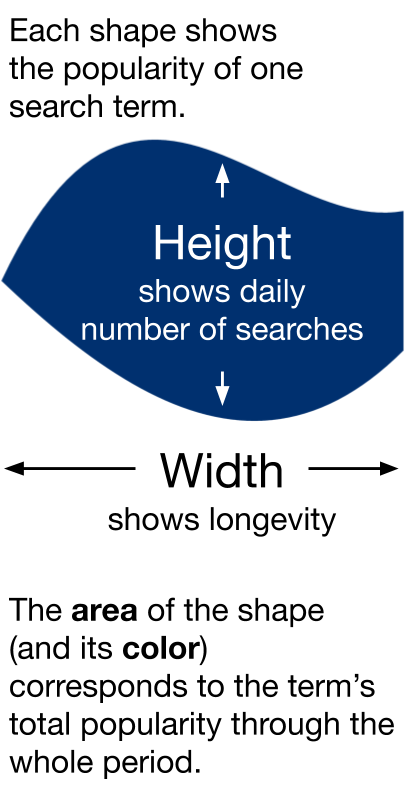 Each shape shows
the popularity of one
search term.
Height
shows daily
number of searches
Width
shows longevity
The area of the shape
(and its color)
corresponds to the term’s
total popularity through the
whole period.